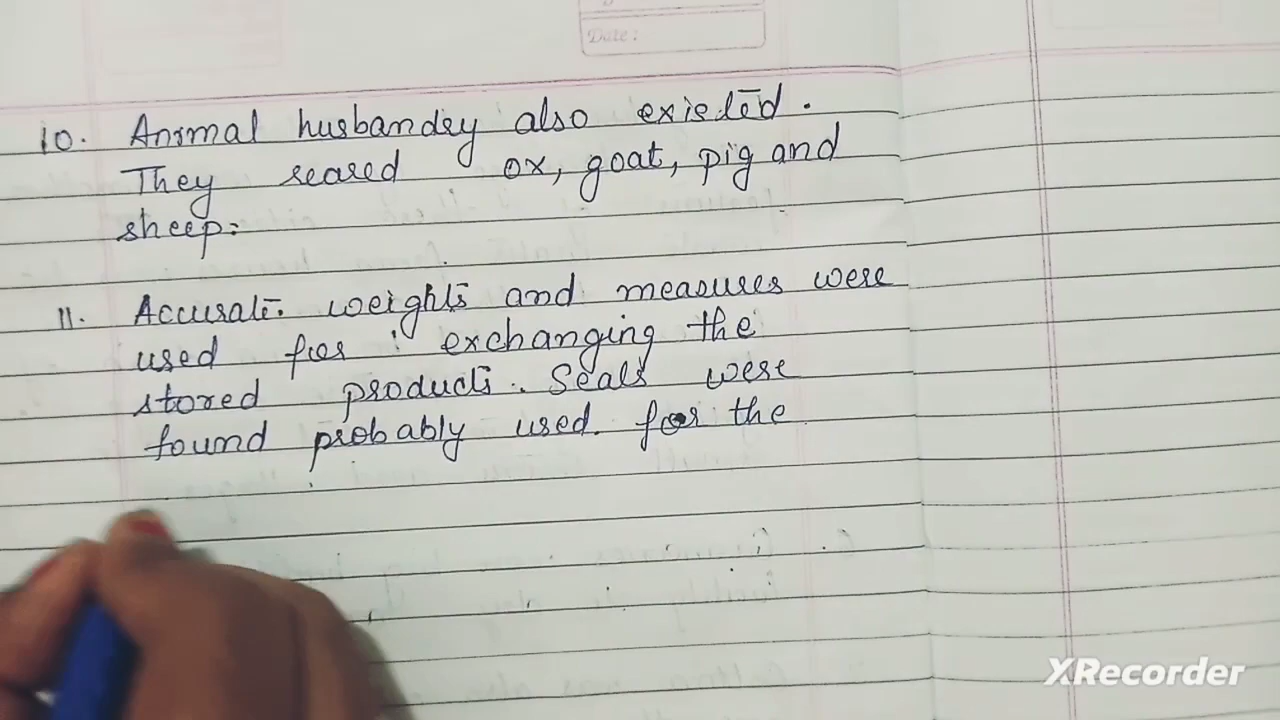 Date:
10. Animal husbandry also existed.
They reared ox, goat, pig and
sheep.
11. Accurate weights and measures were
used for exchanging the
stored products. Seals were
found probably used for the
XRecorder